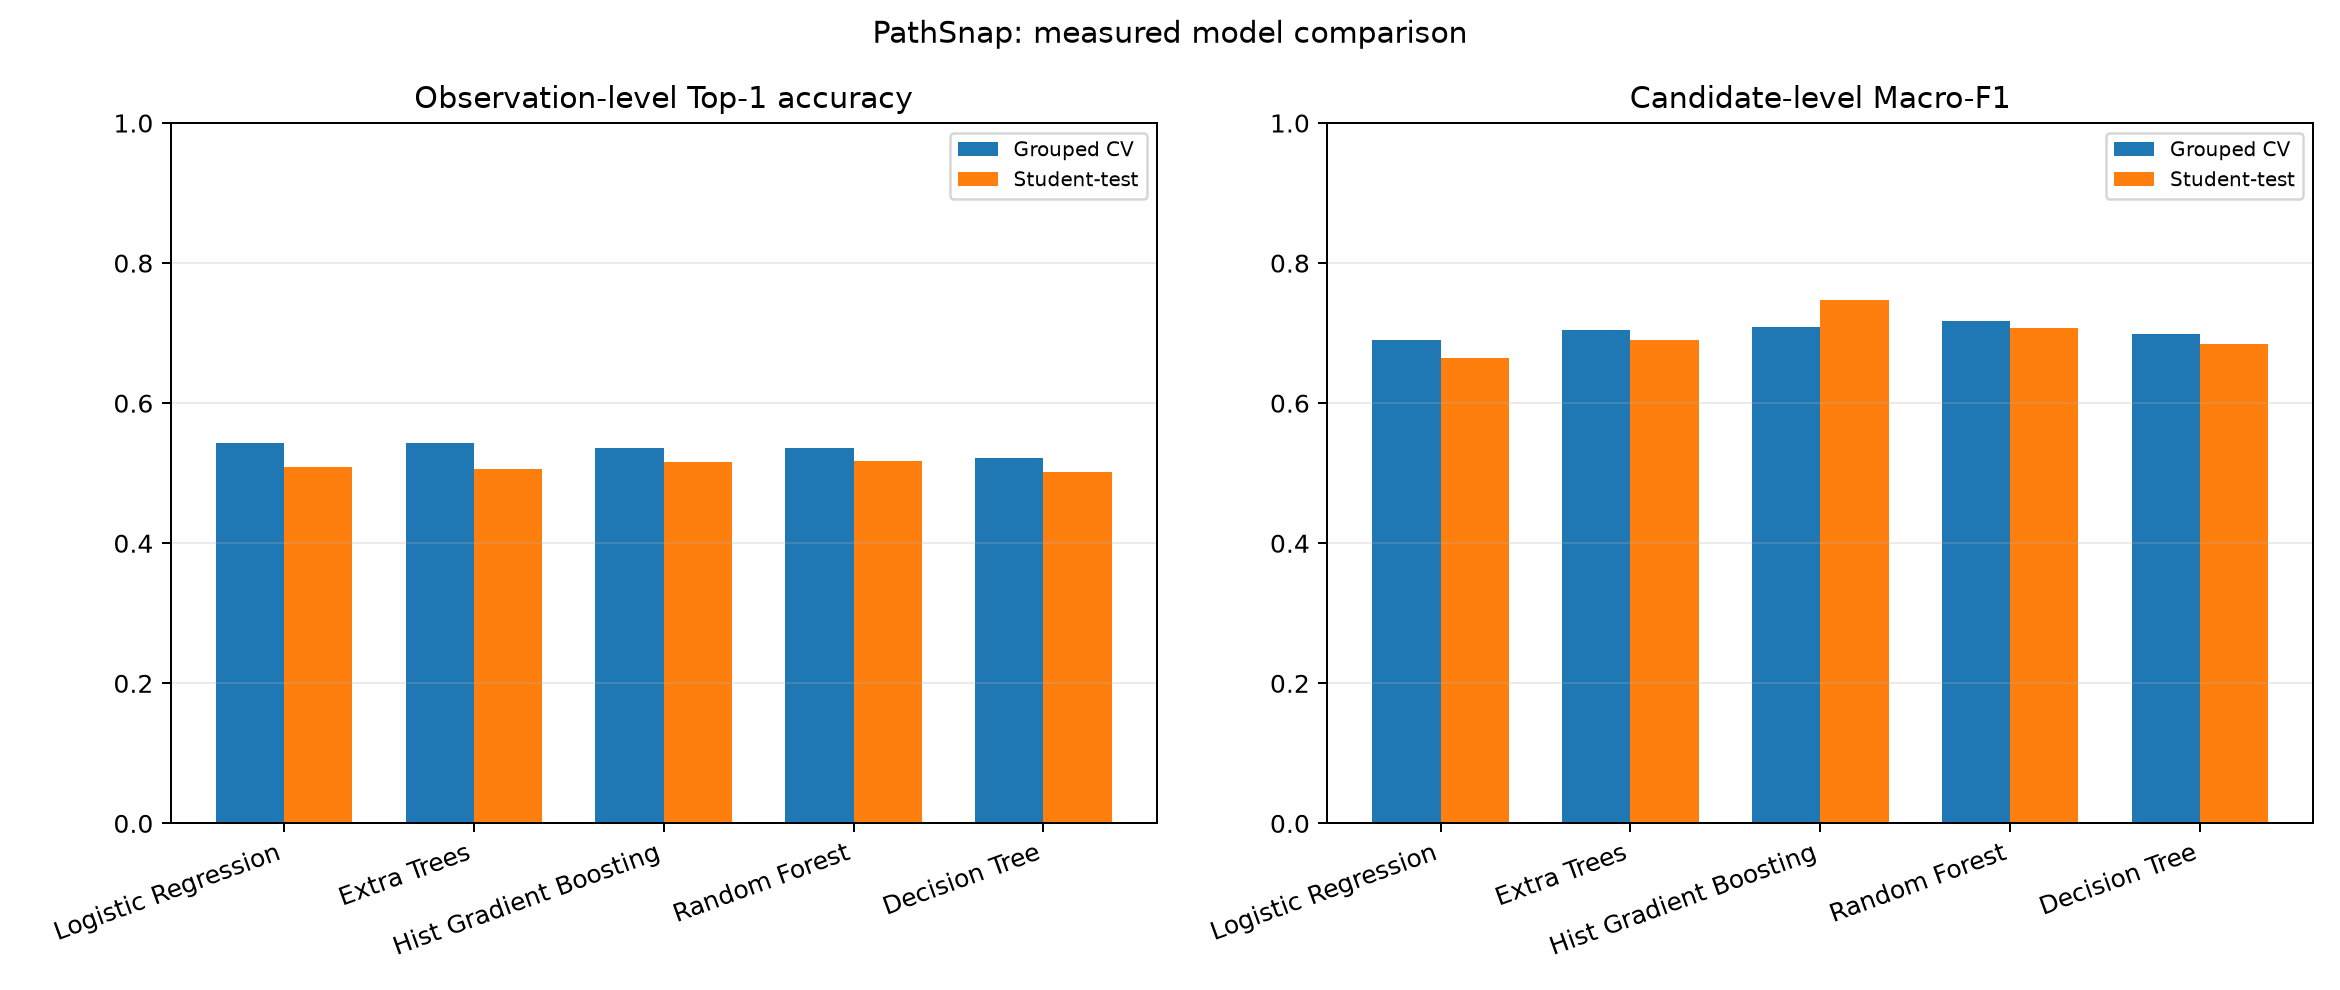 PathSnap: measured model comparison
Observation-level Top-1 accuracy
1.0
0.8
0.6
0.4
0.2
0.0
Grouped CV
Student-test
Logistic Regression
Extra Trees
Hist Gradient Boosting
Random Forest
Decision Tree
Candidate-level Macro-F1
1.0
0.8
0.6
0.4
0.2
0.0
Grouped CV
Student-test
Logistic Regression
Extra Trees
Hist Gradient Boosting
Random Forest
Decision Tree